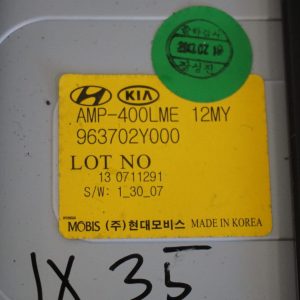 HYUNDAI KIA
AMP-400LME 12MY
963702Y000
LOT NO
13 0711291
S/W: 1_30_07
MOBIS (주)현대모비스 MADE IN KOREA
IX 35